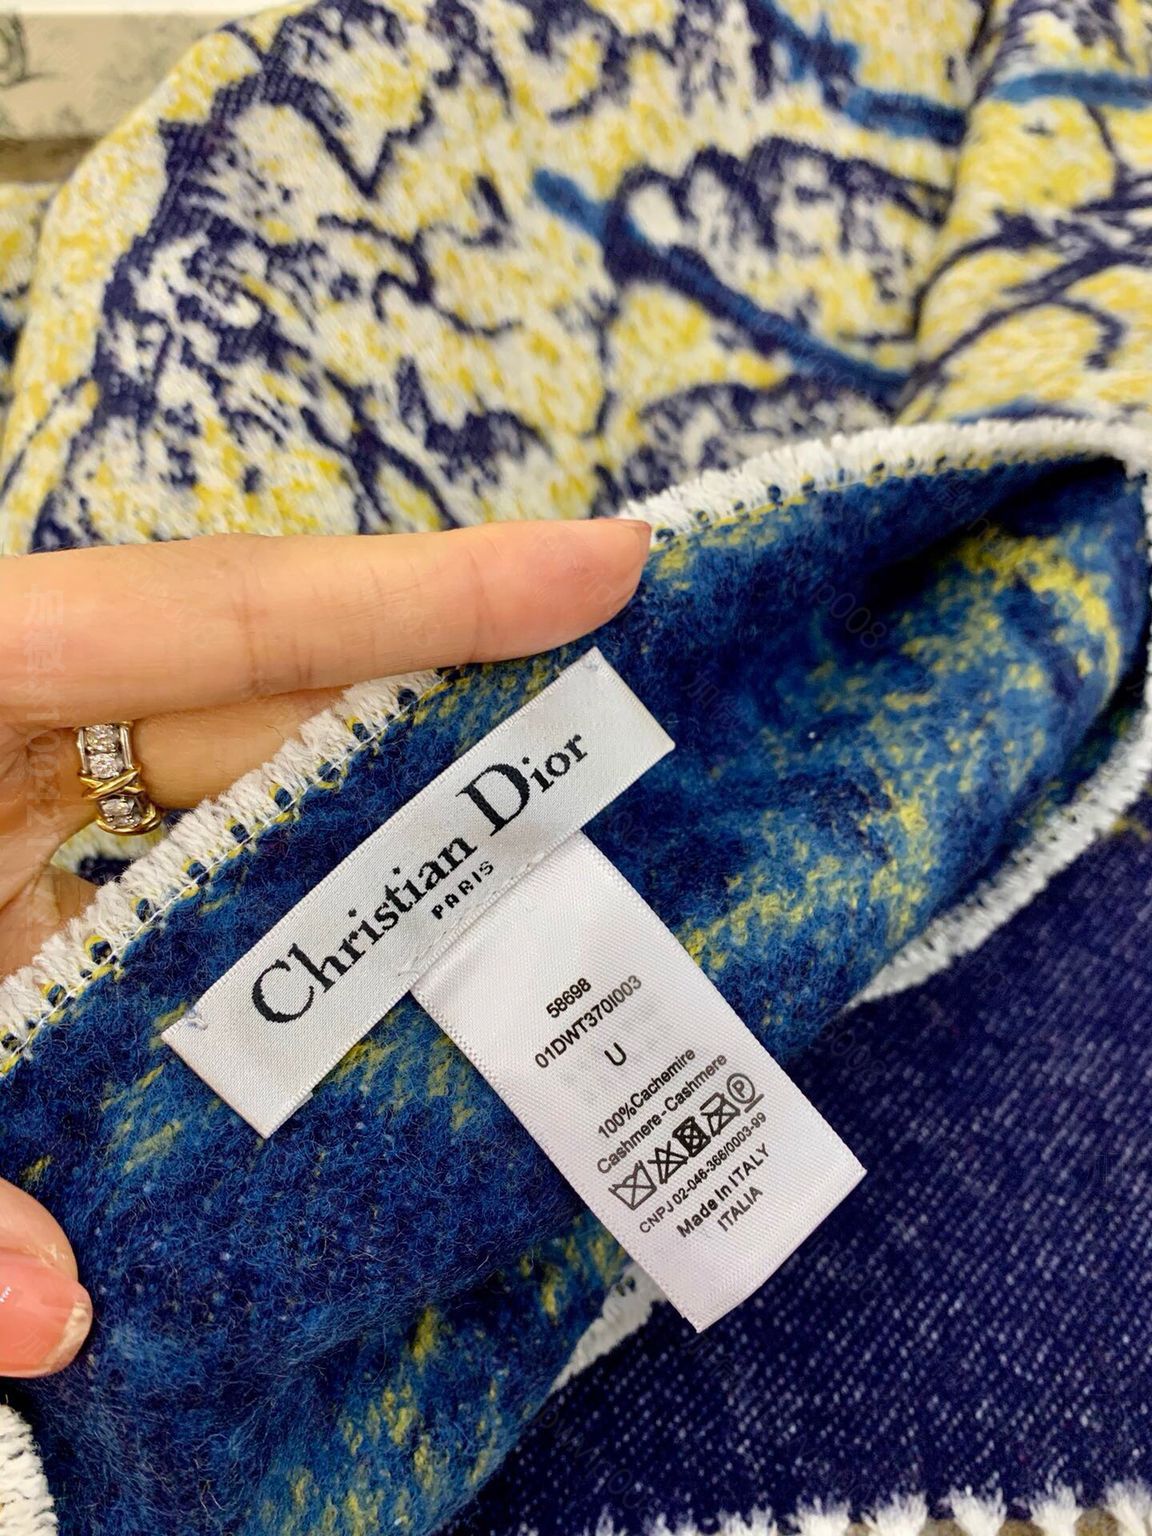 Christian Dior
PARIS
58698
01DWT370I003
U
100%Cachemire
Cashmere-Cashmere
P
CNPJ 02-046-366/0003-99
Made In ITALY
ITALIA